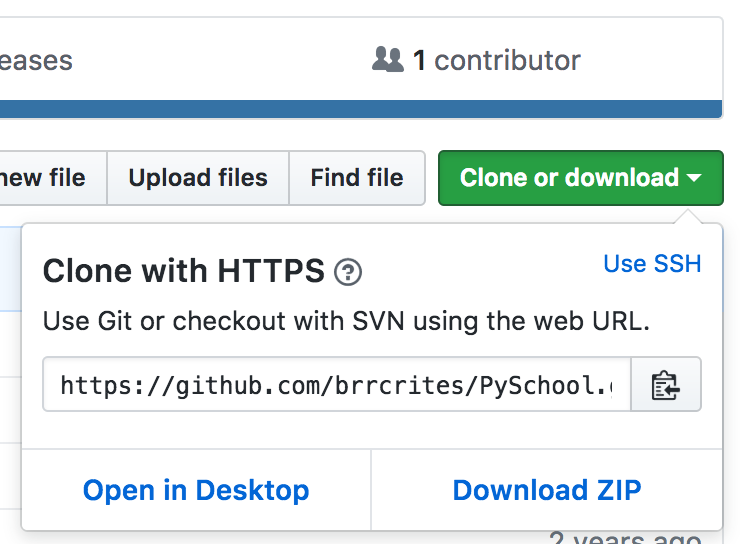 eases
1 contributor
new file
Upload files
Find file
Clone or download
Clone with HTTPS ?
Use SSH
Use Git or checkout with SVN using the web URL.
https://github.com/brrcrites/PySchool.g
Open in Desktop
Download ZIP
2 years ago